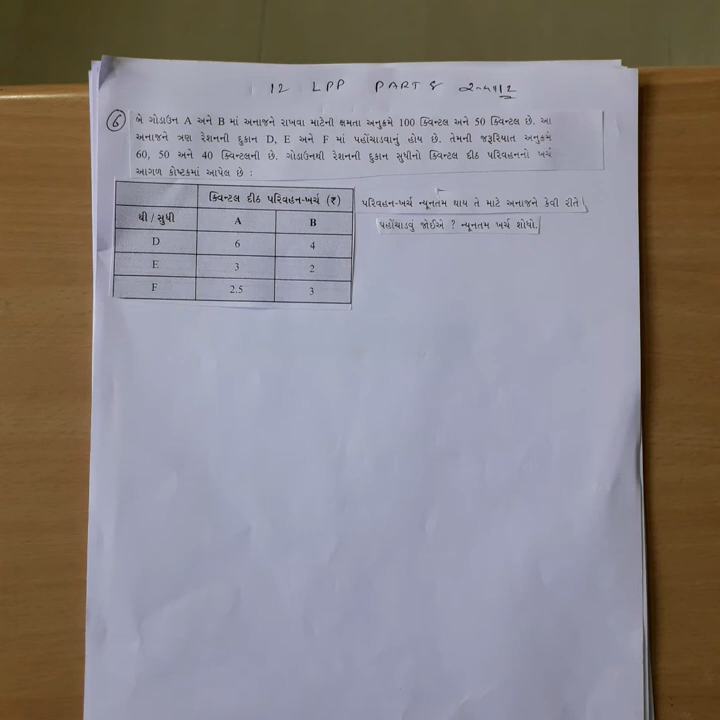 12 LPP PART 8
6 બે ગોડાઉન A અને B માં અનાજને રાખવા માટેની ક્ષમતા અનુક્રમે 100 ક્વિન્ટલ અને 50 ક્વિન્ટલ છે. આ
અનાજને ત્રણ રેશનની દુકાન D, E અને F માં પહોંચાડવાનું હોય છે. તેમની જરૂરિયાત અનુક્રમે
60, 50 અને 40 ક્વિન્ટલની છે. ગોડાઉનથી રેશનની દુકાન સુધીનો ક્વિન્ટલ દીઠ પરિવહનનો ખર્ચ
આગળ કોષ્ટકમાં આપેલ છે :
ક્વિન્ટલ દીઠ પરિવહન-ખર્ચ (₹)
થી / સુધી A B
D 6 4
E 3 2
F 2.5 3
પરિવહન-ખર્ચ ન્યૂનતમ થાય તે માટે અનાજને કેવી રીતે
પહોંચાડવું જોઈએ ? ન્યૂનતમ ખર્ચ શોધો.